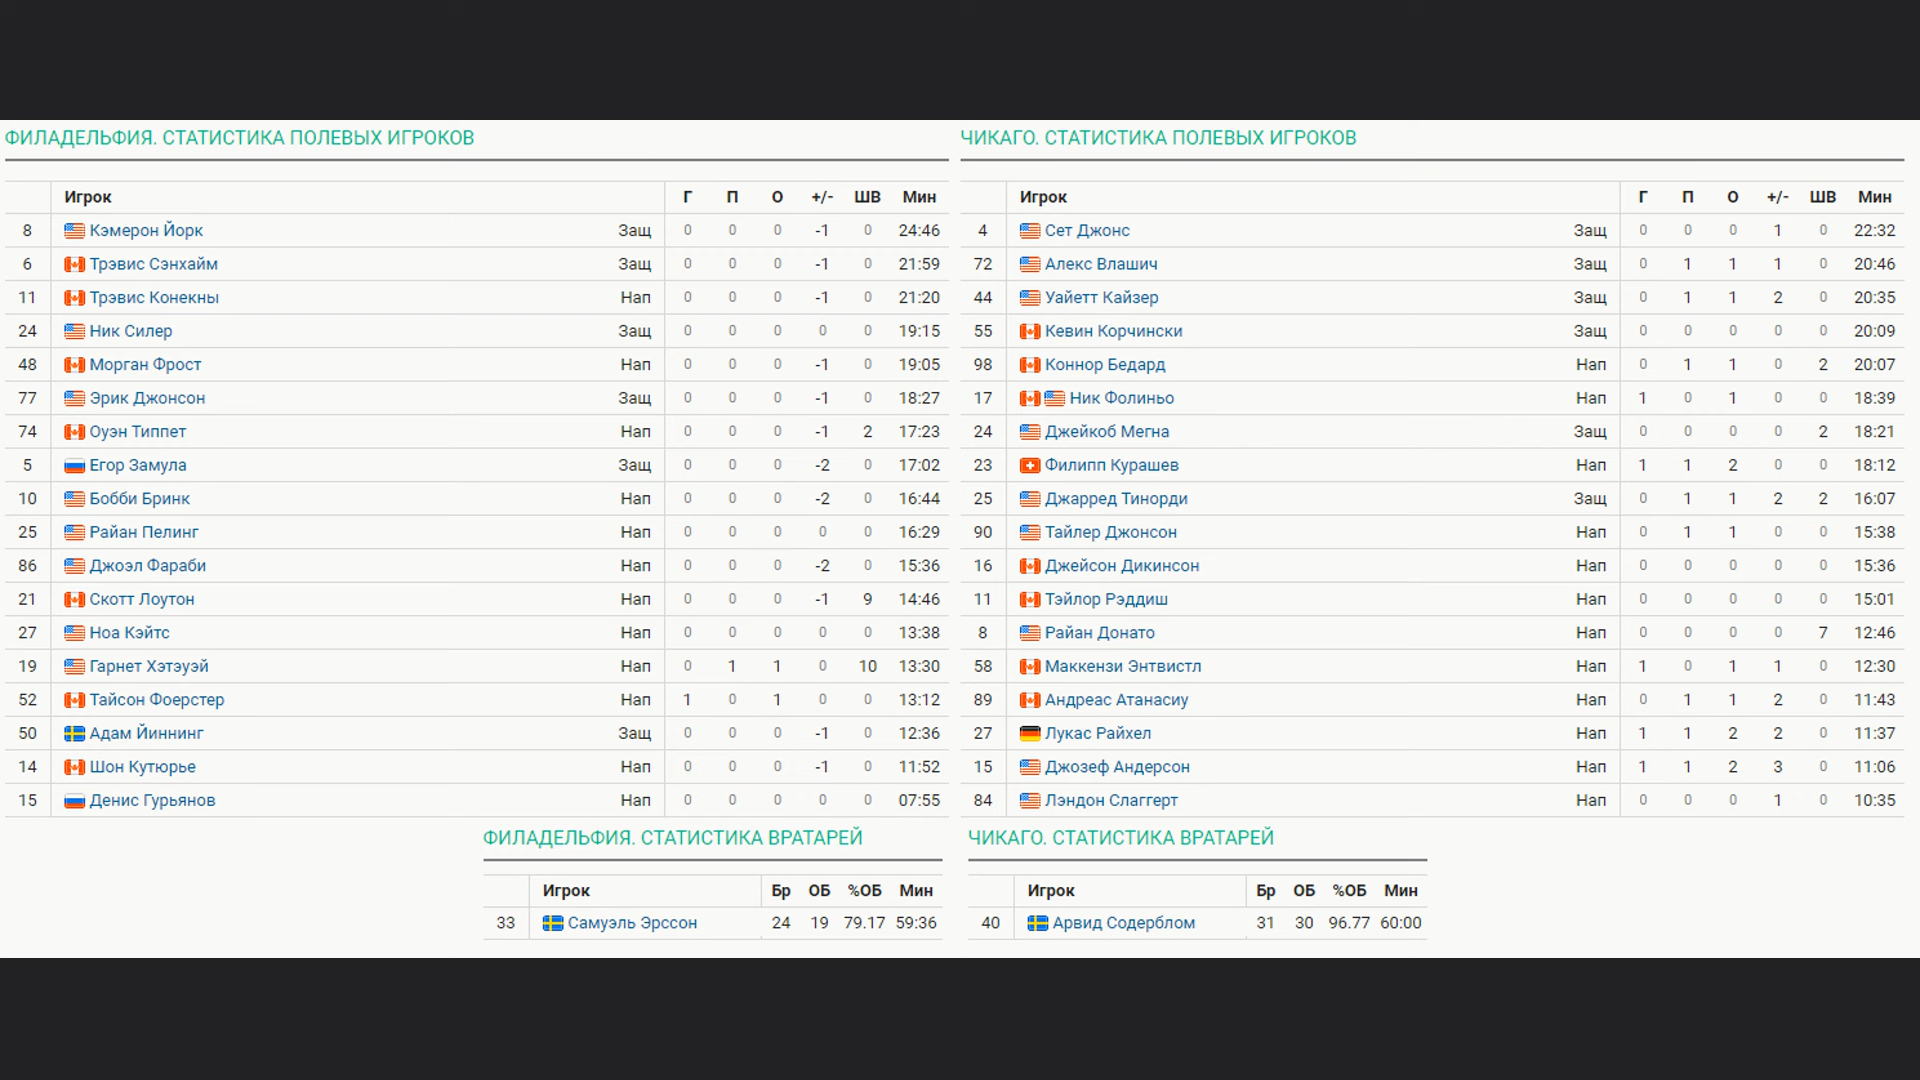 ФИЛАДЕЛЬФИЯ. СТАТИСТИКА ПОЛЕВЫХ ИГРОКОВ
Игрок Г П О +/- ШВ Мин
8 Кэмерон Йорк Защ 0 0 0 -1 0 24:46
6 Трэвис Сэнхайм Защ 0 0 0 -1 0 21:59
11 Трэвис Конекны Нап 0 0 0 -1 0 21:20
24 Ник Силер Защ 0 0 0 0 0 19:15
48 Морган Фрост Нап 0 0 0 -1 0 19:05
77 Эрик Джонсон Защ 0 0 0 -1 0 18:27
74 Оуэн Типпет Нап 0 0 0 -1 2 17:23
5 Егор Замула Защ 0 0 0 -2 0 17:02
10 Бобби Бринк Нап 0 0 0 -2 0 16:44
25 Райан Пелинг Нап 0 0 0 0 0 16:29
86 Джоэл Фараби Нап 0 0 0 -2 0 15:36
21 Скотт Лоутон Нап 0 0 0 -1 9 14:46
27 Ноа Кэйтс Нап 0 0 0 0 0 13:38
19 Гарнет Хэтэуэй Нап 0 1 1 0 10 13:30
52 Тайсон Фоерстер Нап 1 0 1 0 0 13:12
50 Адам Йиннинг Защ 0 0 0 -1 0 12:36
14 Шон Кутюрье Нап 0 0 0 -1 0 11:52
15 Денис Гурьянов Нап 0 0 0 0 0 07:55
ЧИКАГО. СТАТИСТИКА ПОЛЕВЫХ ИГРОКОВ
Игрок Г П О +/- ШВ Мин
4 Сет Джонс Защ 0 0 0 1 0 22:32
72 Алекс Влашич Защ 0 1 1 1 0 20:46
44 Уайетт Кайзер Защ 0 1 1 2 0 20:35
55 Кевин Корчински Защ 0 0 0 0 0 20:09
98 Коннор Бедард Нап 0 1 1 0 2 20:07
17 Ник Фолиньо Нап 1 0 1 0 0 18:39
24 Джейкоб Мегна Защ 0 0 0 0 2 18:21
23 Филипп Курашев Нап 1 1 2 0 0 18:12
25 Джарред Тинорди Защ 0 1 1 2 2 16:07
90 Тайлер Джонсон Нап 0 1 1 0 0 15:38
16 Джейсон Дикинсон Нап 0 0 0 0 0 15:36
11 Тэйлор Рэддиш Нап 0 0 0 0 0 15:01
8 Райан Донато Нап 0 0 0 0 7 12:46
58 Маккензи Энтвистл Нап 1 0 1 1 0 12:30
89 Андреас Атанасиу Нап 0 1 1 2 0 11:43
27 Лукас Райхел Нап 1 1 2 2 0 11:37
15 Джозеф Андерсон Нап 1 1 2 3 0 11:06
84 Лэндон Слаггерт Нап 0 0 0 1 0 10:35
ФИЛАДЕЛЬФИЯ. СТАТИСТИКА ВРАТАРЕЙ
Игрок Бр ОБ %ОБ Мин
33 Самуэль Эрссон 24 19 79.17 59:36
ЧИКАГО. СТАТИСТИКА ВРАТАРЕЙ
Игрок Бр ОБ %ОБ Мин
40 Арвид Содерблом 31 30 96.77 60:00